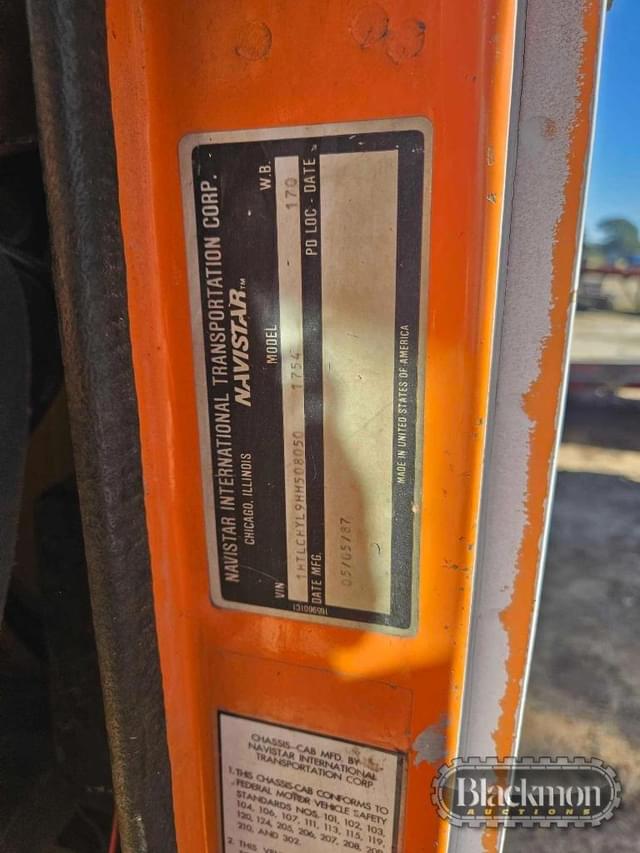 NAVISTAR INTERNATIONAL TRANSPORTATION CORP.
CHICAGO, ILLINOIS
NAVISTAR™
VIN MODEL W.B.
1HTLCHYL9HH508050 1754 170
DATE MFG. PD LOC - DATE
05/05/87
MADE IN UNITED STATES OF AMERICA
1669601C1
CHASSIS-CAB MFD. BY
NAVISTAR INTERNATIONAL
TRANSPORTATION CORP
1. THIS CHASSIS-CAB CONFORMS TO
FEDERAL MOTOR VEHICLE SAFETY
STANDARDS NOS. 101, 102, 103,
104, 106, 107, 111, 113, 115, 119,
120, 124, 205, 206, 207, 208, 209,
210, AND 302.
2. THIS
Blackmon
AUCTIONS